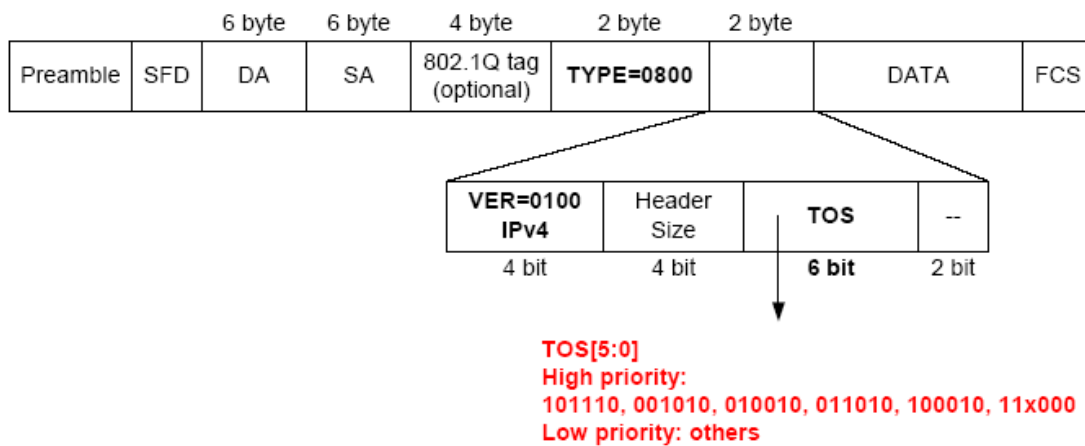 6 byte 6 byte 4 byte 2 byte 2 byte
Preamble SFD DA SA 802.1Q tag (optional) TYPE=0800 DATA FCS
VER=0100 IPv4 Header Size TOS --
4 bit 4 bit 6 bit 2 bit
TOS[5:0]
High priority:
101110, 001010, 010010, 011010, 100010, 11x000
Low priority: others